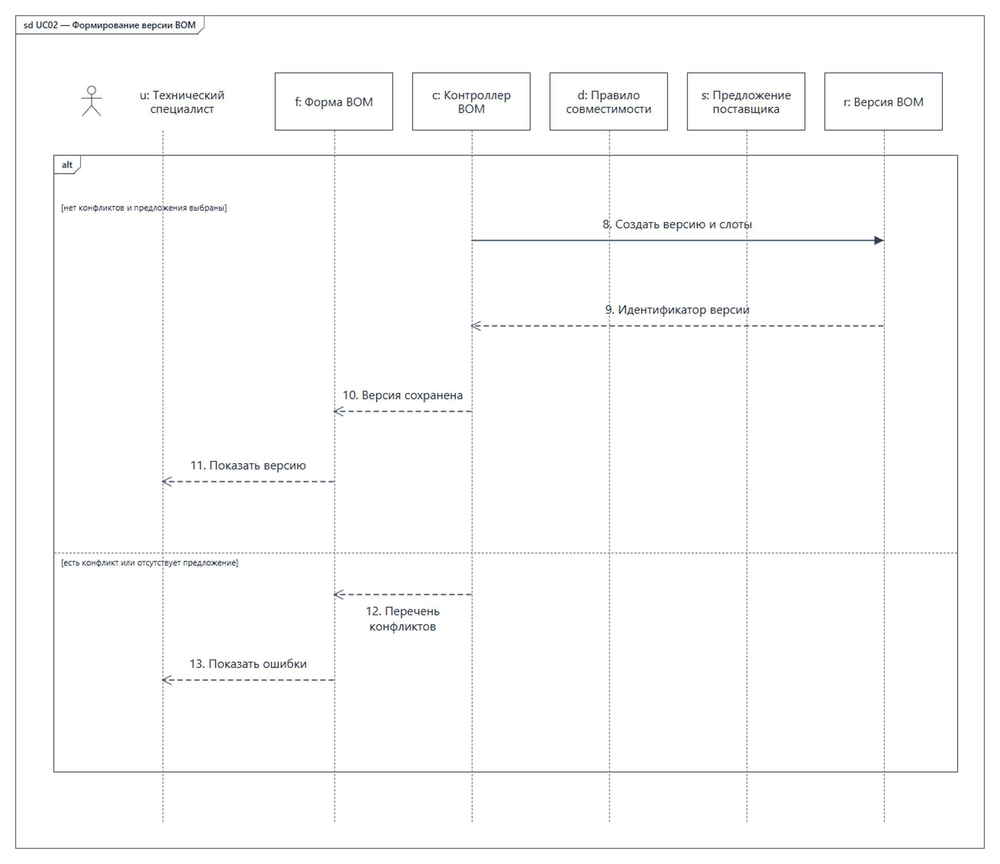 sd UC02 — Формирование версии BOM
u: Технический
специалист
f: Форма BOM
c: Контроллер
BOM
d: Правило
совместимости
s: Предложение
поставщика
r: Версия BOM
alt
[нет конфликтов и предложения выбраны]
8. Создать версию и слоты
9. Идентификатор версии
10. Версия сохранена
11. Показать версию
[есть конфликт или отсутствует предложение]
12. Перечень
конфликтов
13. Показать ошибки